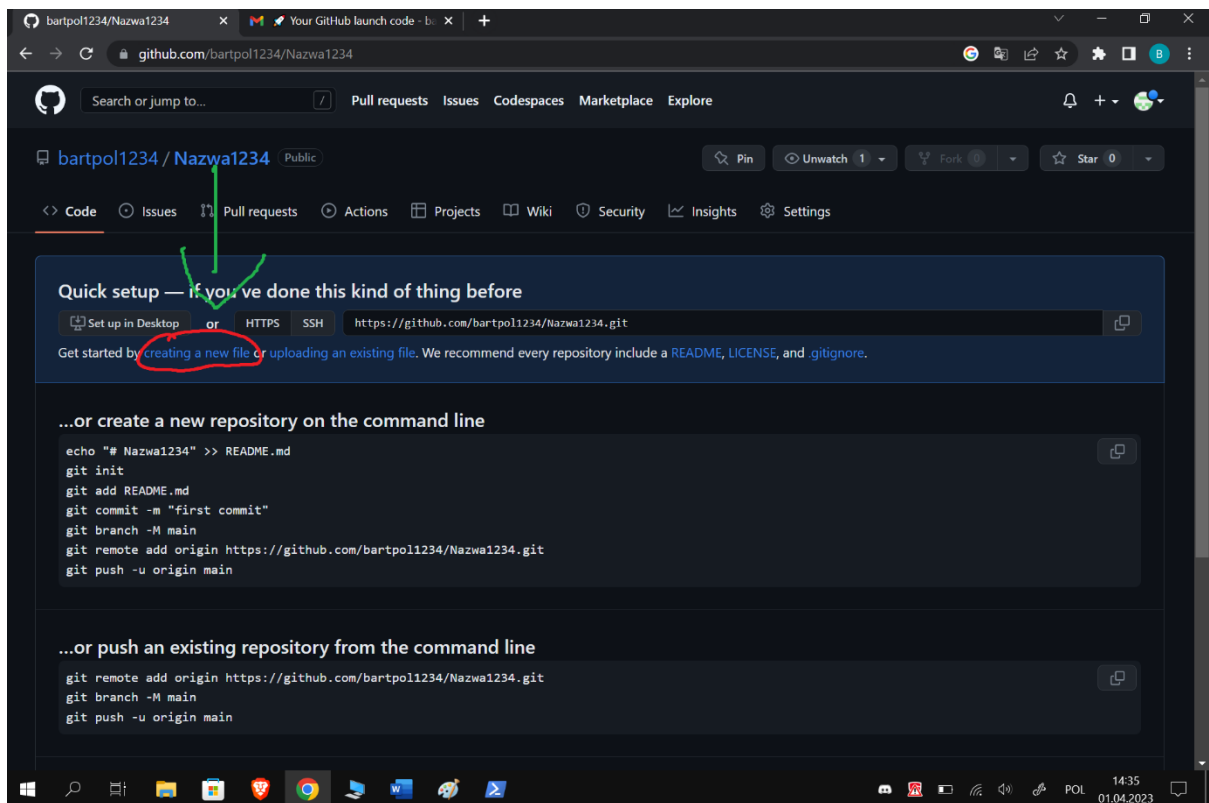 bartpol1234/Nazwa1234
Your GitHub launch code - ba
github.com/bartpol1234/Nazwa1234
B
Search or jump to...
/
Pull requests Issues Codespaces Marketplace Explore
bartpol1234 / Nazwa1234 Public
Pin
Unwatch 1
Fork 0
Star 0
Code Issues Pull requests Actions Projects Wiki Security Insights Settings
Quick setup — if you've done this kind of thing before
Set up in Desktop or HTTPS SSH https://github.com/bartpol1234/Nazwa1234.git
Get started by creating a new file or uploading an existing file. We recommend every repository include a README, LICENSE, and .gitignore.
...or create a new repository on the command line
echo "# Nazwa1234" >> README.md
git init
git add README.md
git commit -m "first commit"
git branch -M main
git remote add origin https://github.com/bartpol1234/Nazwa1234.git
git push -u origin main
...or push an existing repository from the command line
git remote add origin https://github.com/bartpol1234/Nazwa1234.git
git branch -M main
git push -u origin main
POL
14:35
01.04.2023